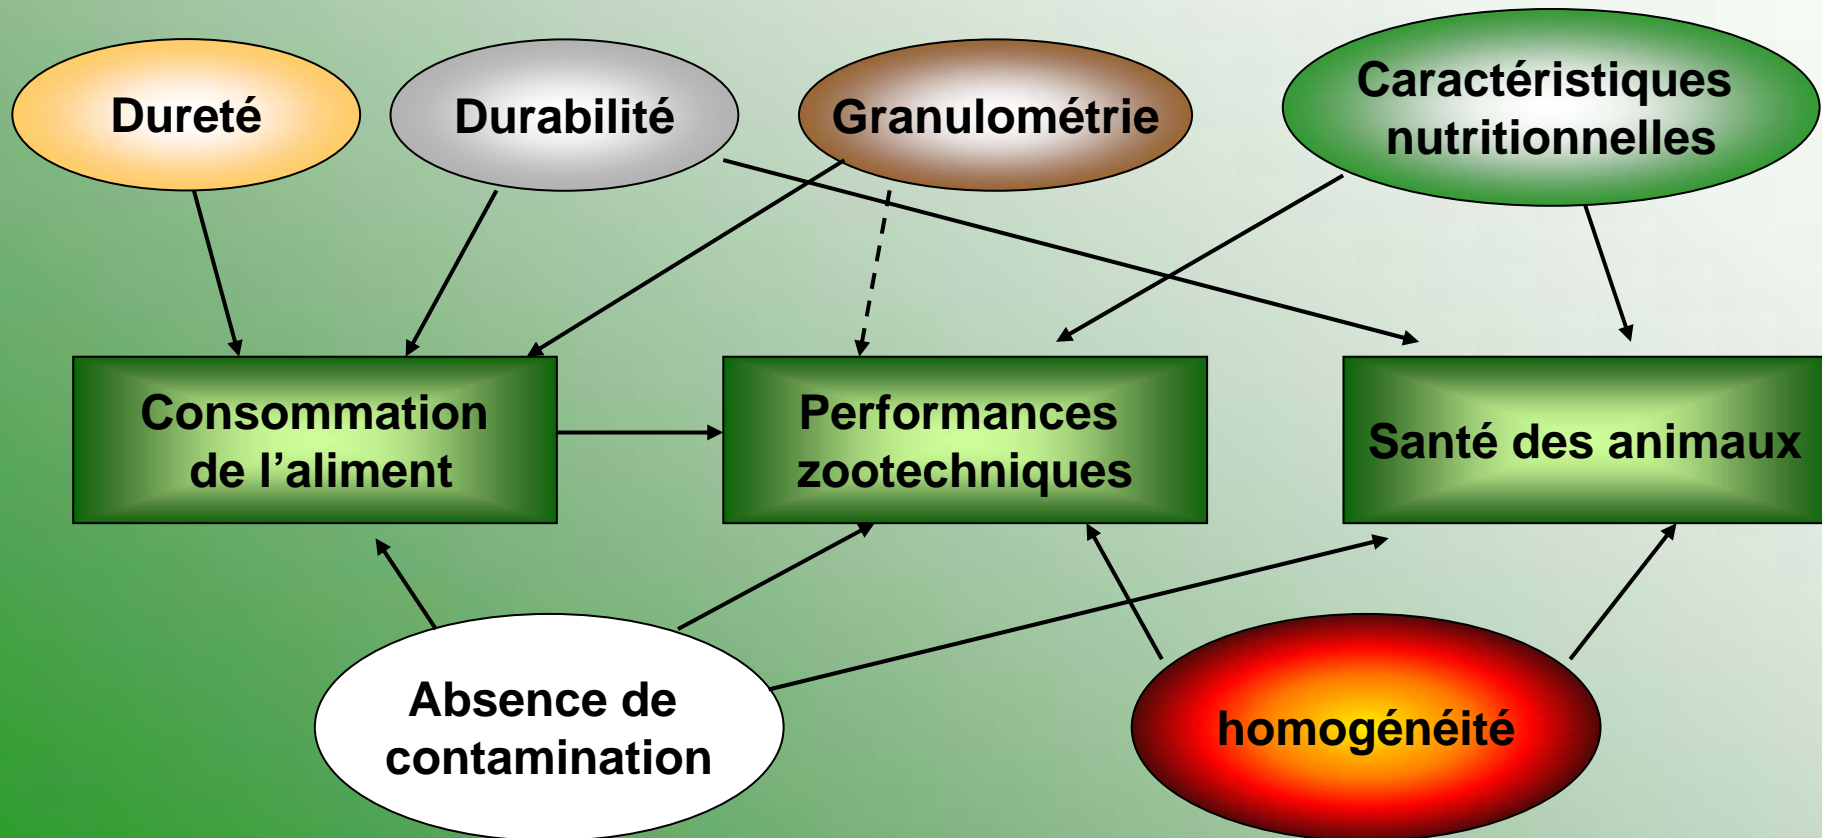 Dureté
Durabilité
Granulométrie
Caractéristiques
nutritionnelles
Consommation
de l’aliment
Performances
zootechniques
Santé des animaux
Absence de
contamination
homogénéité